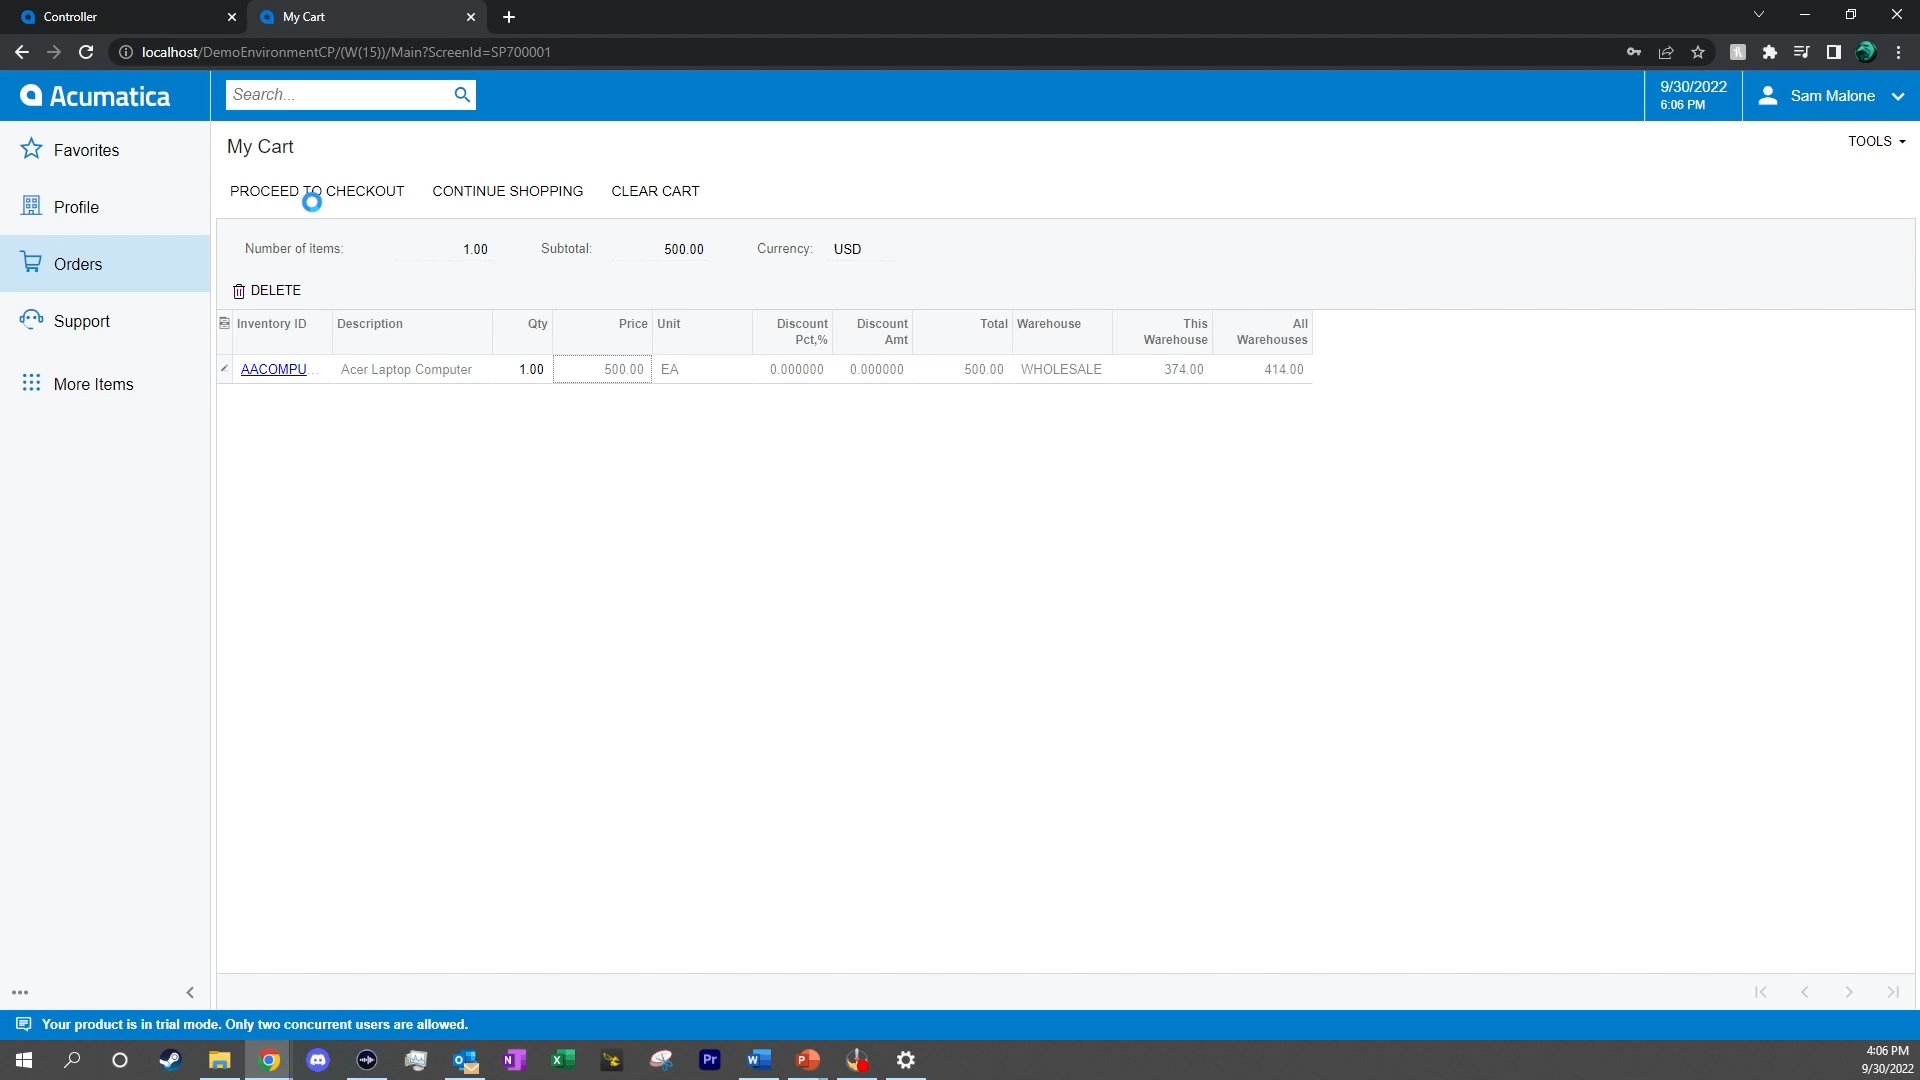 Controller
My Cart
localhost/DemoEnvironmentCP/(W(15))/Main?ScreenId=SP700001
Acumatica
Search...
9/30/2022
6:06 PM
Sam Malone
Favorites
Profile
Orders
Support
More Items
My Cart
TOOLS
PROCEED TO CHECKOUT CONTINUE SHOPPING CLEAR CART
Number of items: 1.00 Subtotal: 500.00 Currency: USD
DELETE
Inventory ID Description Qty Price Unit Discount Pct,% Discount Amt Total Warehouse This Warehouse All Warehouses
AACOMPU... Acer Laptop Computer 1.00 500.00 EA 0.000000 0.000000 500.00 WHOLESALE 374.00 414.00
Your product is in trial mode. Only two concurrent users are allowed.
4:06 PM
9/30/2022